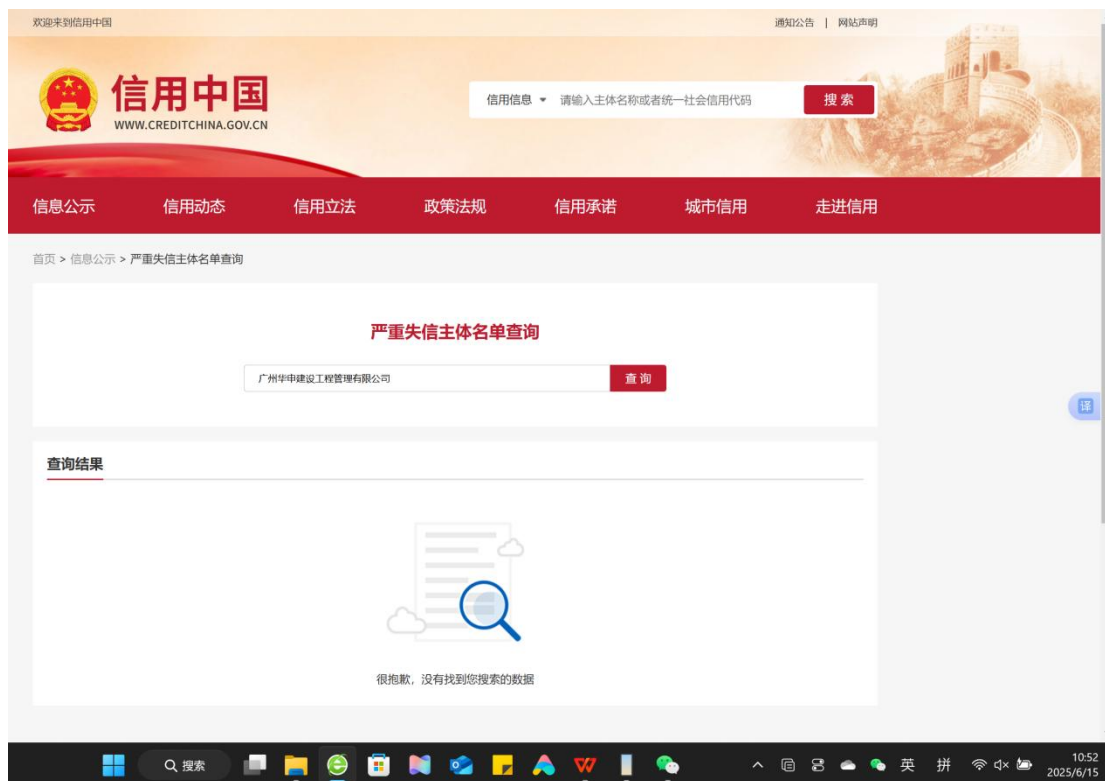 欢迎来到信用中国
通知公告 | 网站声明
信用中国
WWW.CREDITCHINA.GOV.CN
信用信息 请输入主体名称或者统一社会信用代码 搜索
信息公示 信用动态 信用立法 政策法规 信用承诺 城市信用 走进信用
首页 > 信息公示 > 严重失信主体名单查询
严重失信主体名单查询
广州华申建设工程管理有限公司 查询
译
查询结果
很抱歉，没有找到您搜索的数据
搜索 英 拼 10:52
2025/6/15